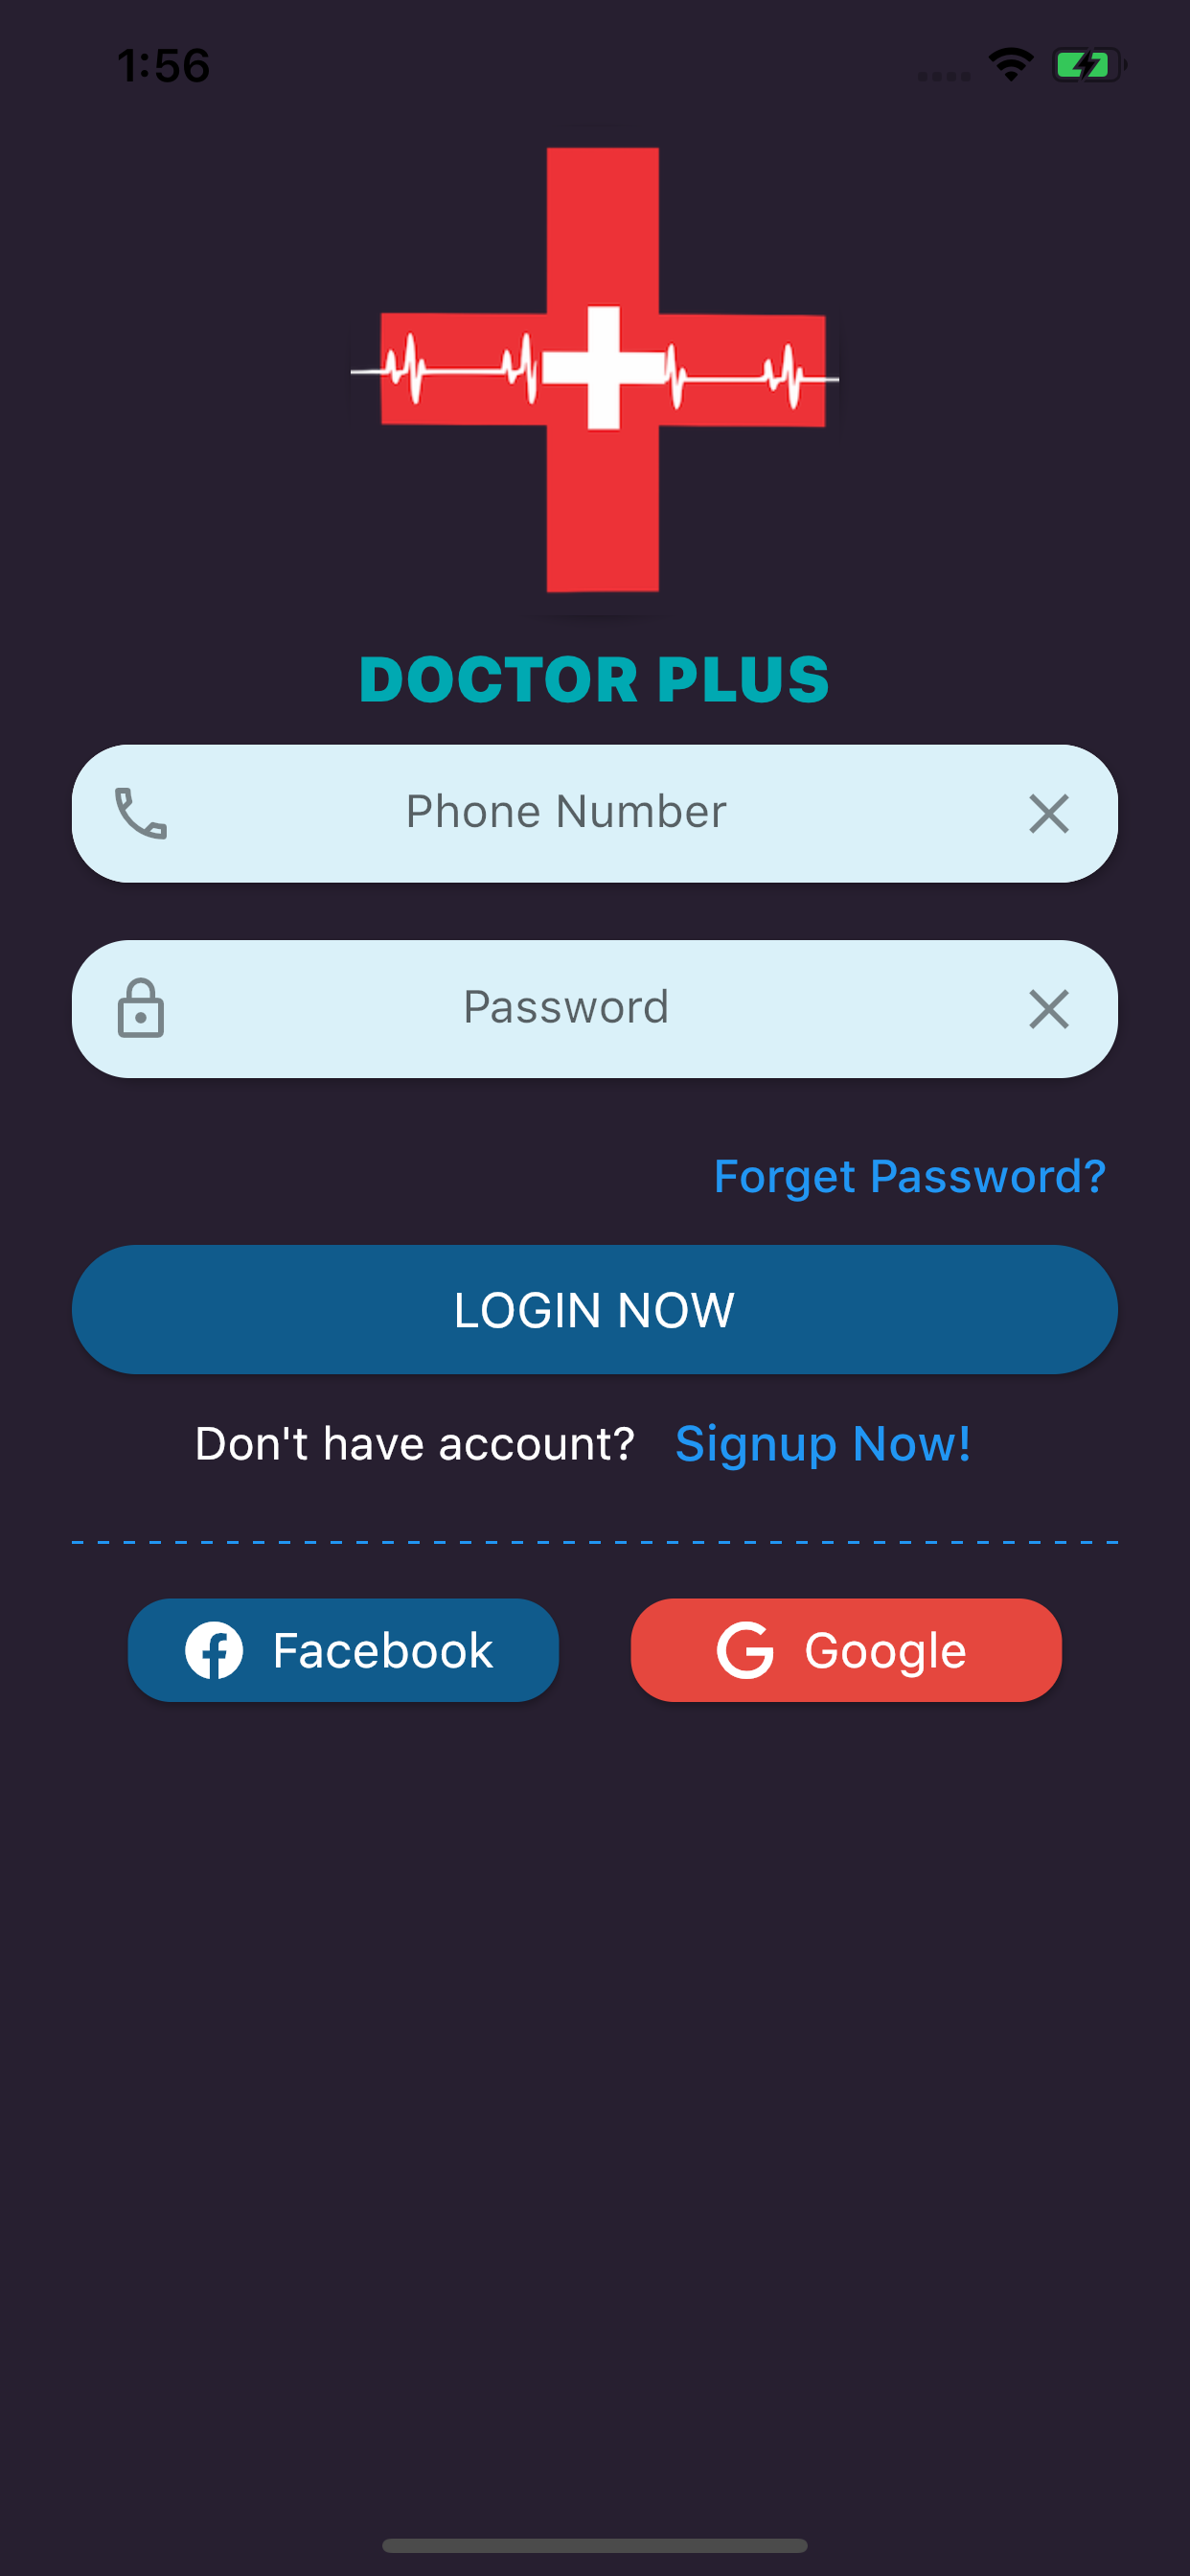 1:56
DOCTOR PLUS
Phone Number
Password
Forget Password?
LOGIN NOW
Don't have account? Signup Now!
Facebook
Google